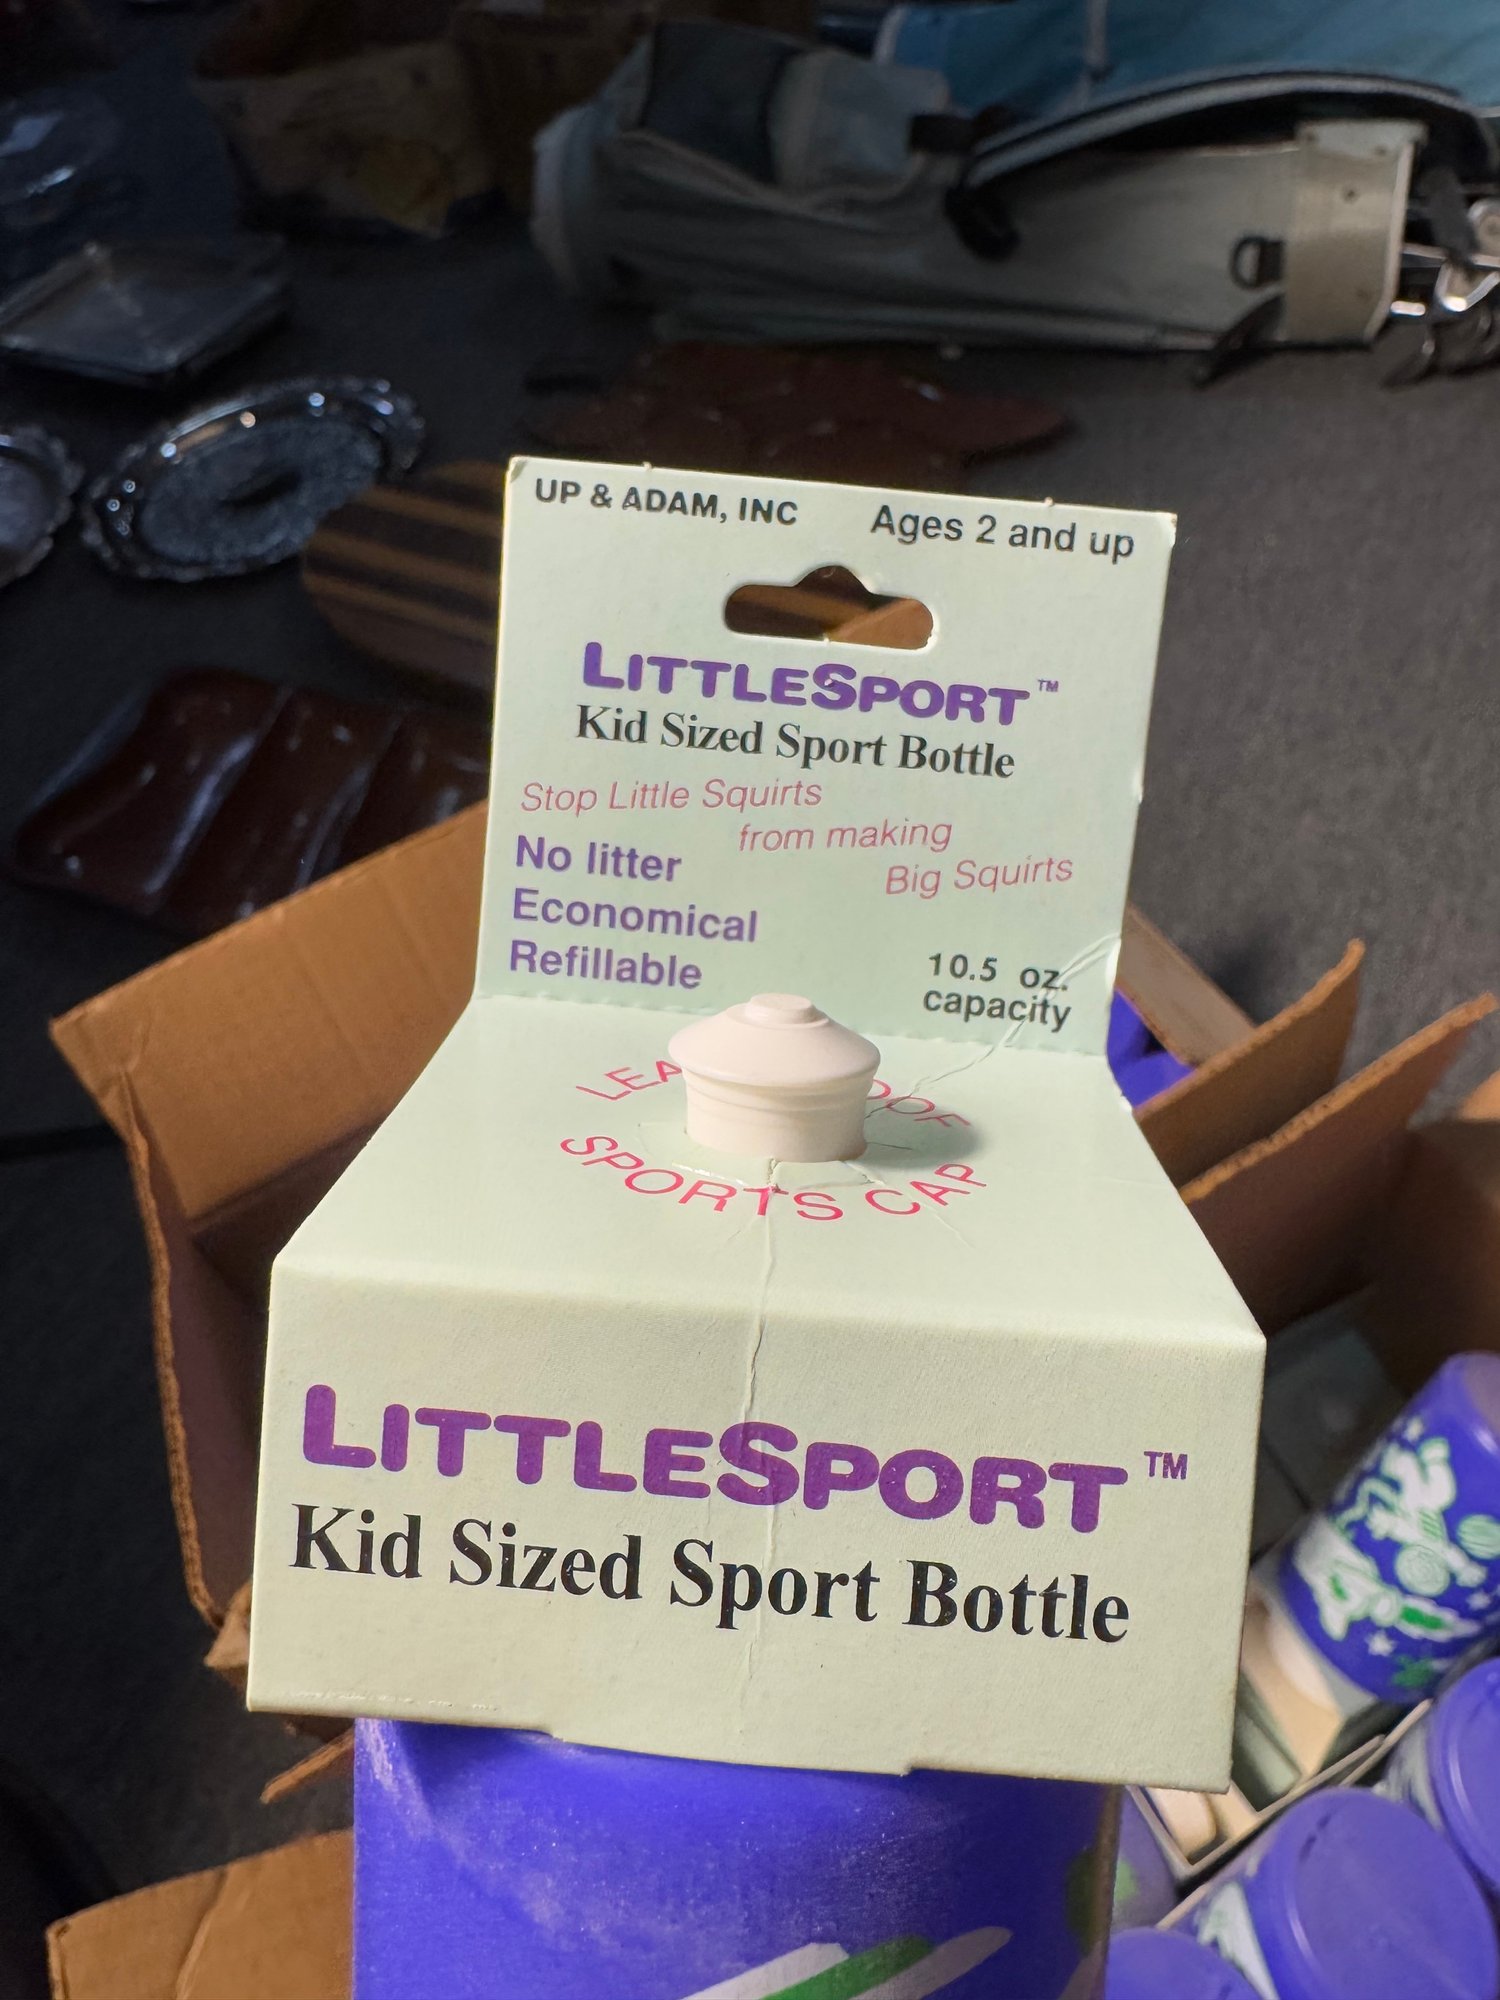 UP & ADAM, INC
Ages 2 and up
LITTLESPORT™
Kid Sized Sport Bottle
Stop Little Squirts
from making
Big Squirts
No litter
Economical
Refillable
10.5 oz.
capacity
SPORTS CAP
LITTLESPORT™
Kid Sized Sport Bottle